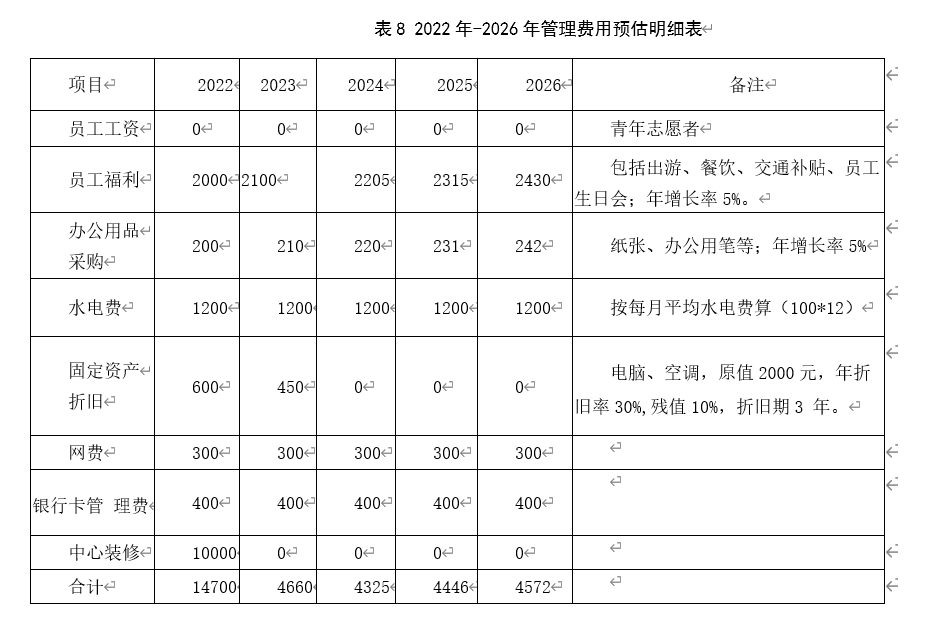 表 8 2022 年-2026 年管理费用预估明细表
项目 2022 2023 2024 2025 2026 备注
员工工资 0 0 0 0 0 青年志愿者
员工福利 2000 2100 2205 2315 2430 包括出游、餐饮、交通补贴、员工
生日会；年增长率 5%。
办公用品
采购 200 210 220 231 242 纸张、办公用笔等；年增长率 5%
水电费 1200 1200 1200 1200 1200 按每月平均水电费算（100*12）
固定资产
折旧 600 450 0 0 0 电脑、空调，原值 2000 元，年折
旧率 30%,残值 10%，折旧期 3 年。
网费 300 300 300 300 300
银行卡管 理费 400 400 400 400 400
中心装修 10000 0 0 0 0
合计 14700 4660 4325 4446 4572